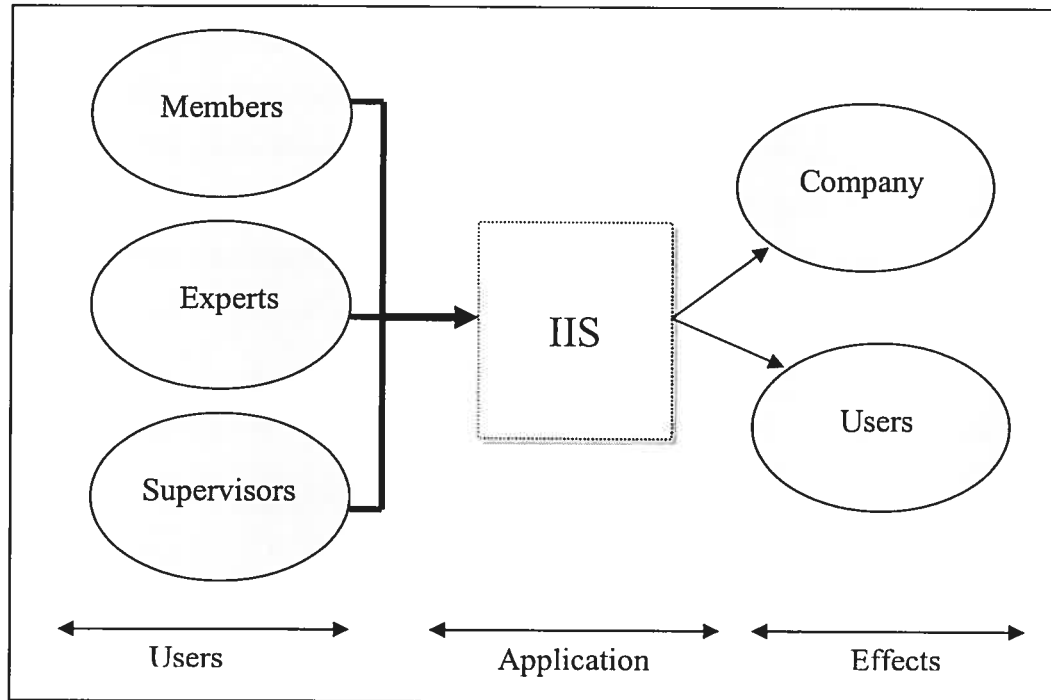 Members
Experts
Supervisors
IIS
Company
Users
Users
Application
Effects